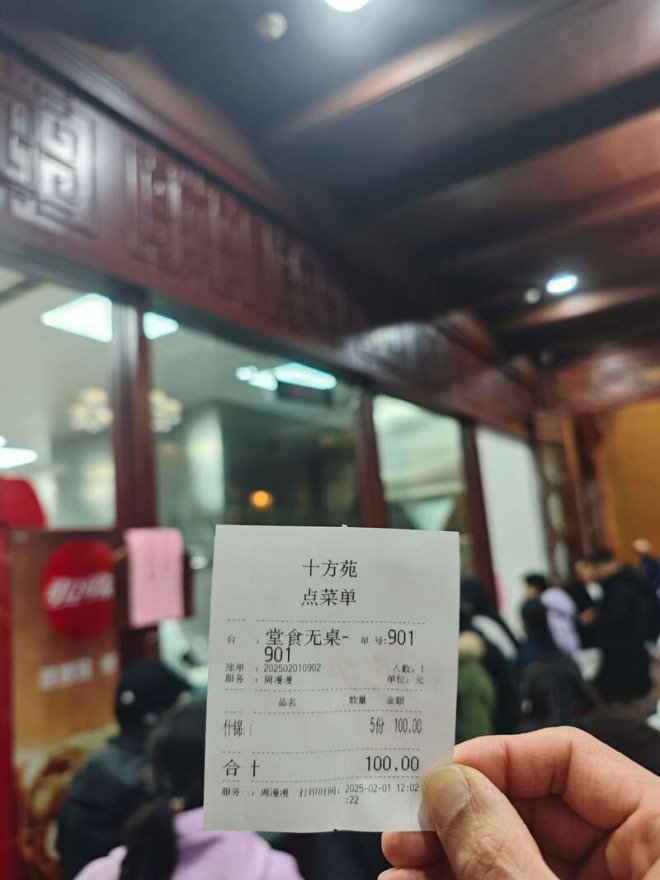 十方苑
点菜单
台 : 堂食无桌-901 单 号:901
账单 : 202502010902 人数: 1
服务 : 周漫漫 单位: 元
品名 数量 金额
什锦 5份 100.00
合 100.00
服务 : 周漫漫 打印时间: 2025-02-01 12:02:22